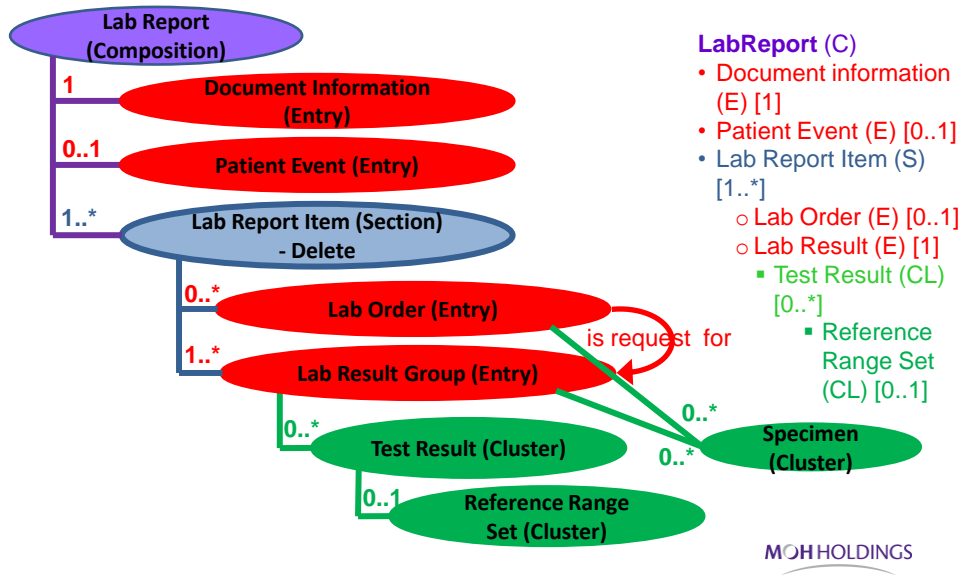 Lab Report
(Composition)
1
Document Information
(Entry)
0..1
Patient Event (Entry)
1..*
Lab Report Item (Section)
- Delete
0..*
Lab Order (Entry)
is request for
1..*
Lab Result Group (Entry)
0..*
Test Result (Cluster)
0..1
Reference Range
Set (Cluster)
0..*
0..*
Specimen
(Cluster)
LabReport (C)
• Document information
(E) [1]
• Patient Event (E) [0..1]
• Lab Report Item (S)
[1..*]
o Lab Order (E) [0..1]
o Lab Result (E) [1]
▪ Test Result (CL)
[0..*]
▪ Reference
Range Set
(CL) [0..1]
MOH HOLDINGS